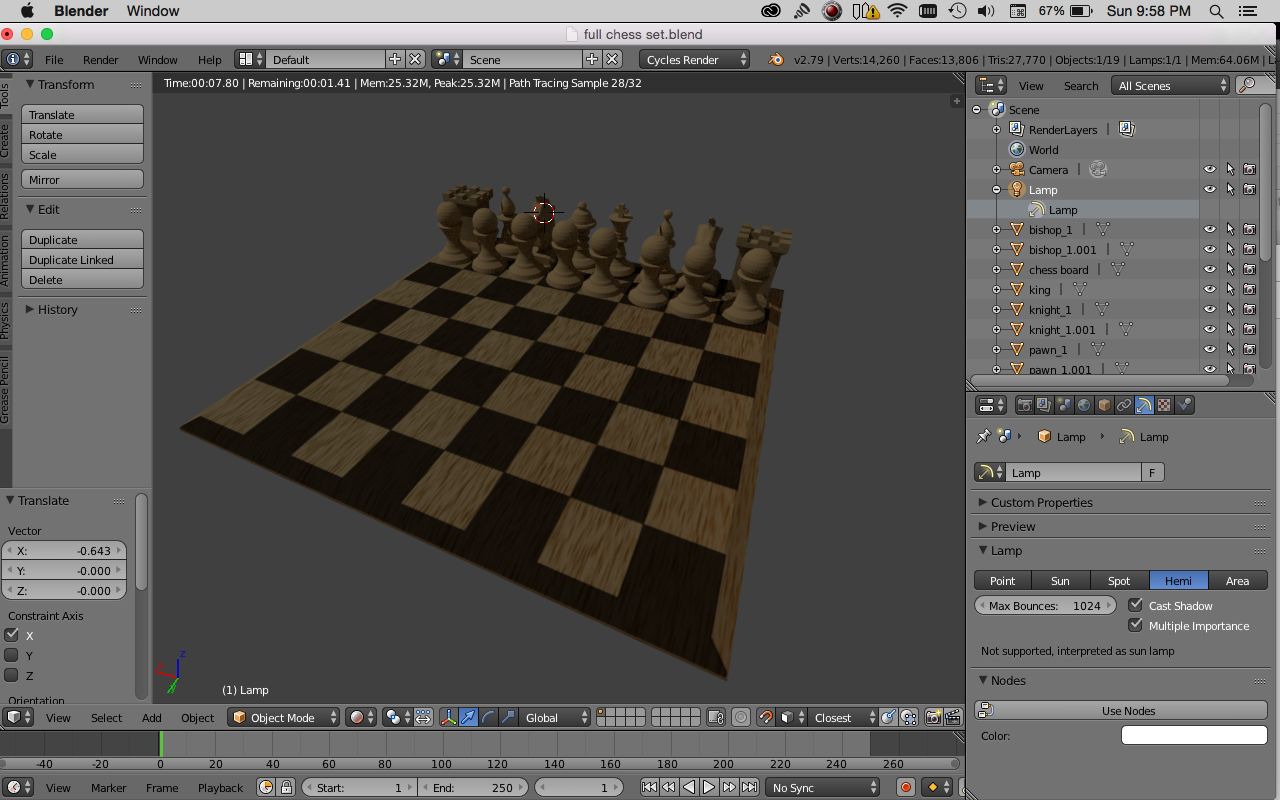 Blender Window 67% Sun 9:58 PM
full chess set.blend
File Render Window Help Default Scene Cycles Render v2.79 | Verts:14,260 | Faces:13,806 | Tris:27,770 | Objects:1/19 | Lamps:1/1 | Mem:64.06M |
Time:00:07.80 | Remaining:00:01.41 | Mem:25.32M, Peak:25.32M | Path Tracing Sample 28/32
Tools
Create
Relations
Animation
Physics
Grease Pencil
Transform
Translate
Rotate
Scale
Mirror
Edit
Duplicate
Duplicate Linked
Delete
History
Translate
Vector
X: -0.643
Y: -0.000
Z: -0.000
Constraint Axis
X
Y
Z
Orientation
z
(1) Lamp
View Select Add Object Object Mode Global Closest
-40 -20 0 20 40 60 80 100 120 140 160 180 200 220 240 260
View Marker Frame Playback Start: 1 End: 250 1 No Sync
View Search All Scenes
Scene
RenderLayers
World
Camera
Lamp
Lamp
bishop_1
bishop_1.001
chess board
king
knight_1
knight_1.001
pawn_1
pawn_1.001
Lamp Lamp
Lamp F
Custom Properties
Preview
Lamp
Point Sun Spot Hemi Area
Max Bounces: 1024 Cast Shadow
Multiple Importance
Not supported, interpreted as sun lamp
Nodes
Use Nodes
Color: